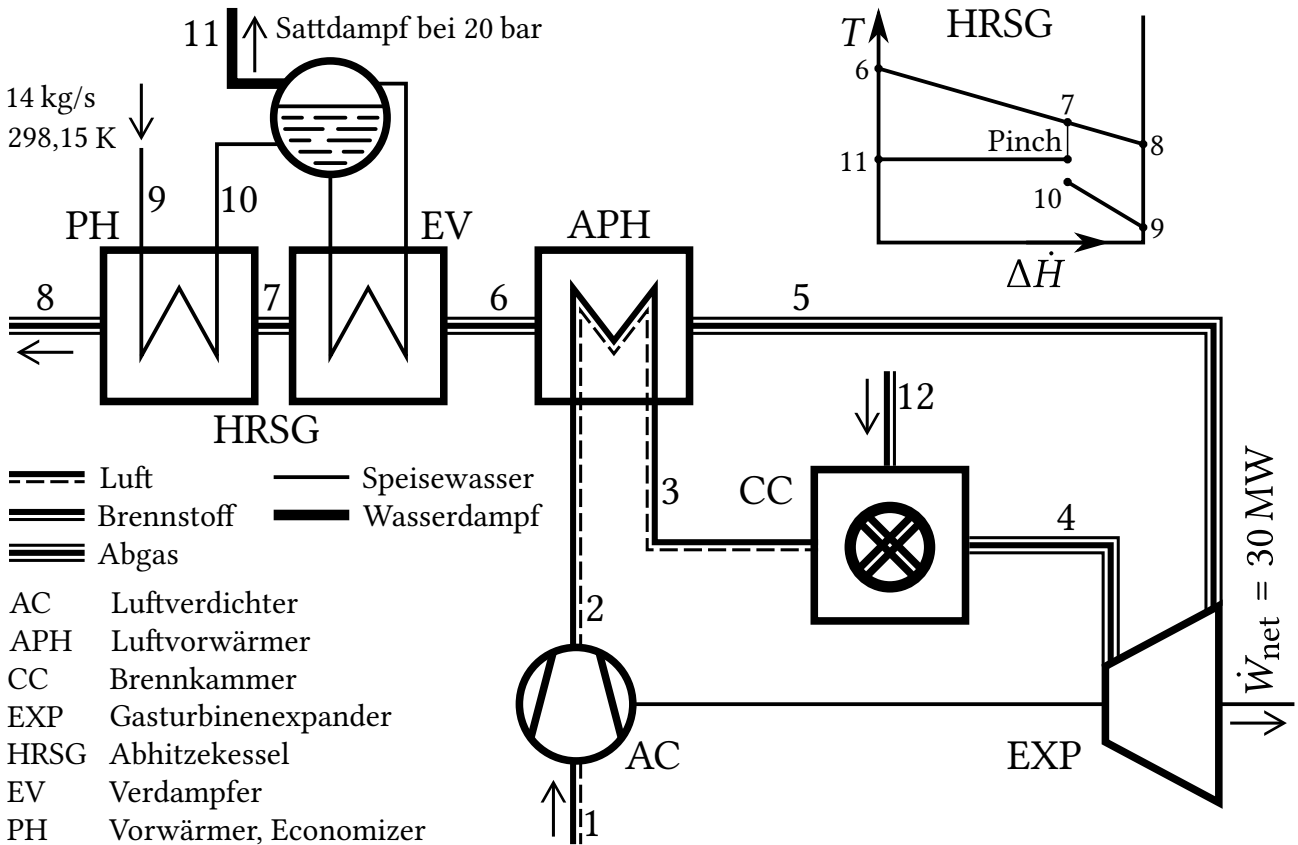 11
Sattdampf bei 20 bar
14 kg/s
298,15 K
9
10
PH
EV
APH
8
7
6
5
HRSG
T
HRSG
6
7
Pinch
8
11
10
9
ΔḢ
12
Luft
Speisewasser
Brennstoff
Wasserdampf
Abgas
3
CC
4
2
AC Luftverdichter
APH Luftvorwärmer
CC Brennkammer
EXP Gasturbinenexpander
HRSG Abhitzekessel
EV Verdampfer
PH Vorwärmer, Economizer
AC
1
EXP
Ẇnet = 30 MW